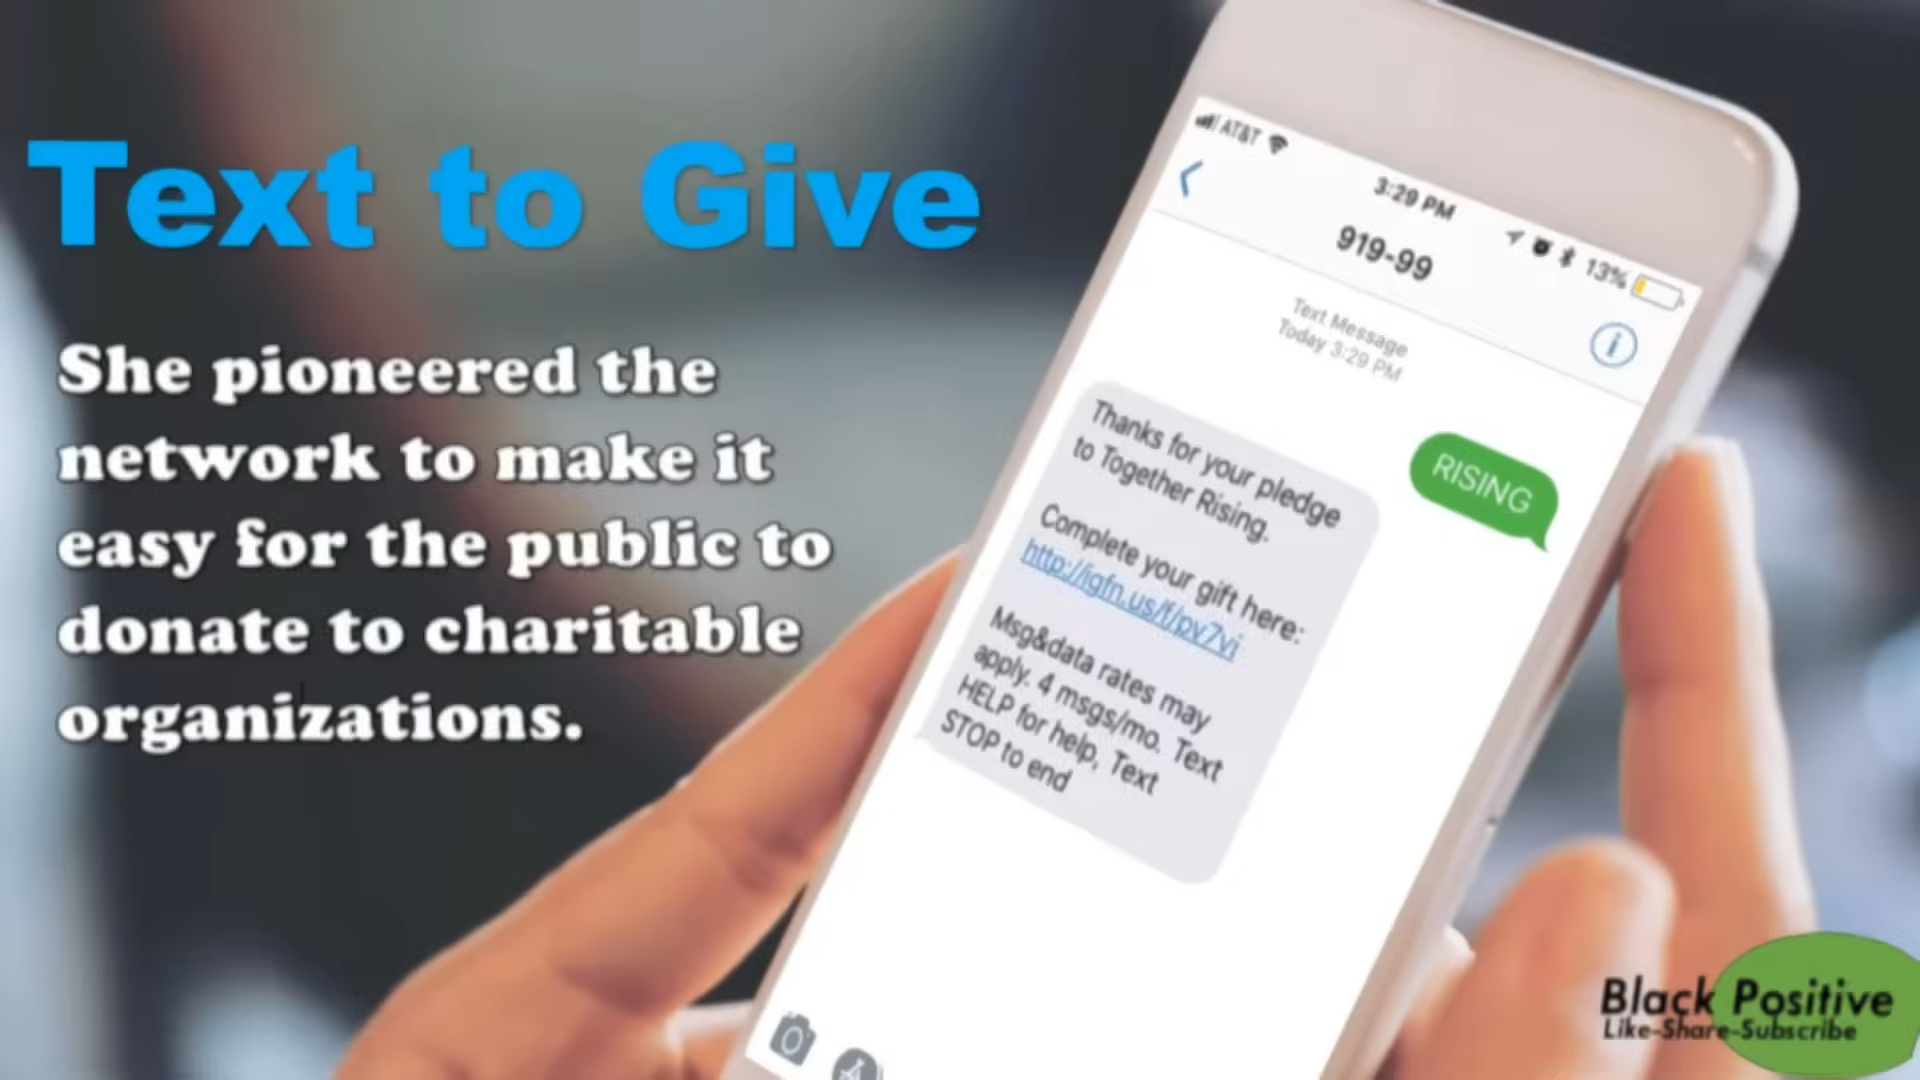 Text to Give
She pioneered the
network to make it
easy for the public to
donate to charitable
organizations.
AT&T
3:29 PM
13%
919-99
Text Message
Today 3:29 PM
RISING
Thanks for your pledge
to Together Rising.
Complete your gift here:
http://igfn.us/f/pv7vi
Msg&data rates may
apply. 4 msgs/mo. Text
HELP for help, Text
STOP to end
Black Positive
Like-Share-Subscribe